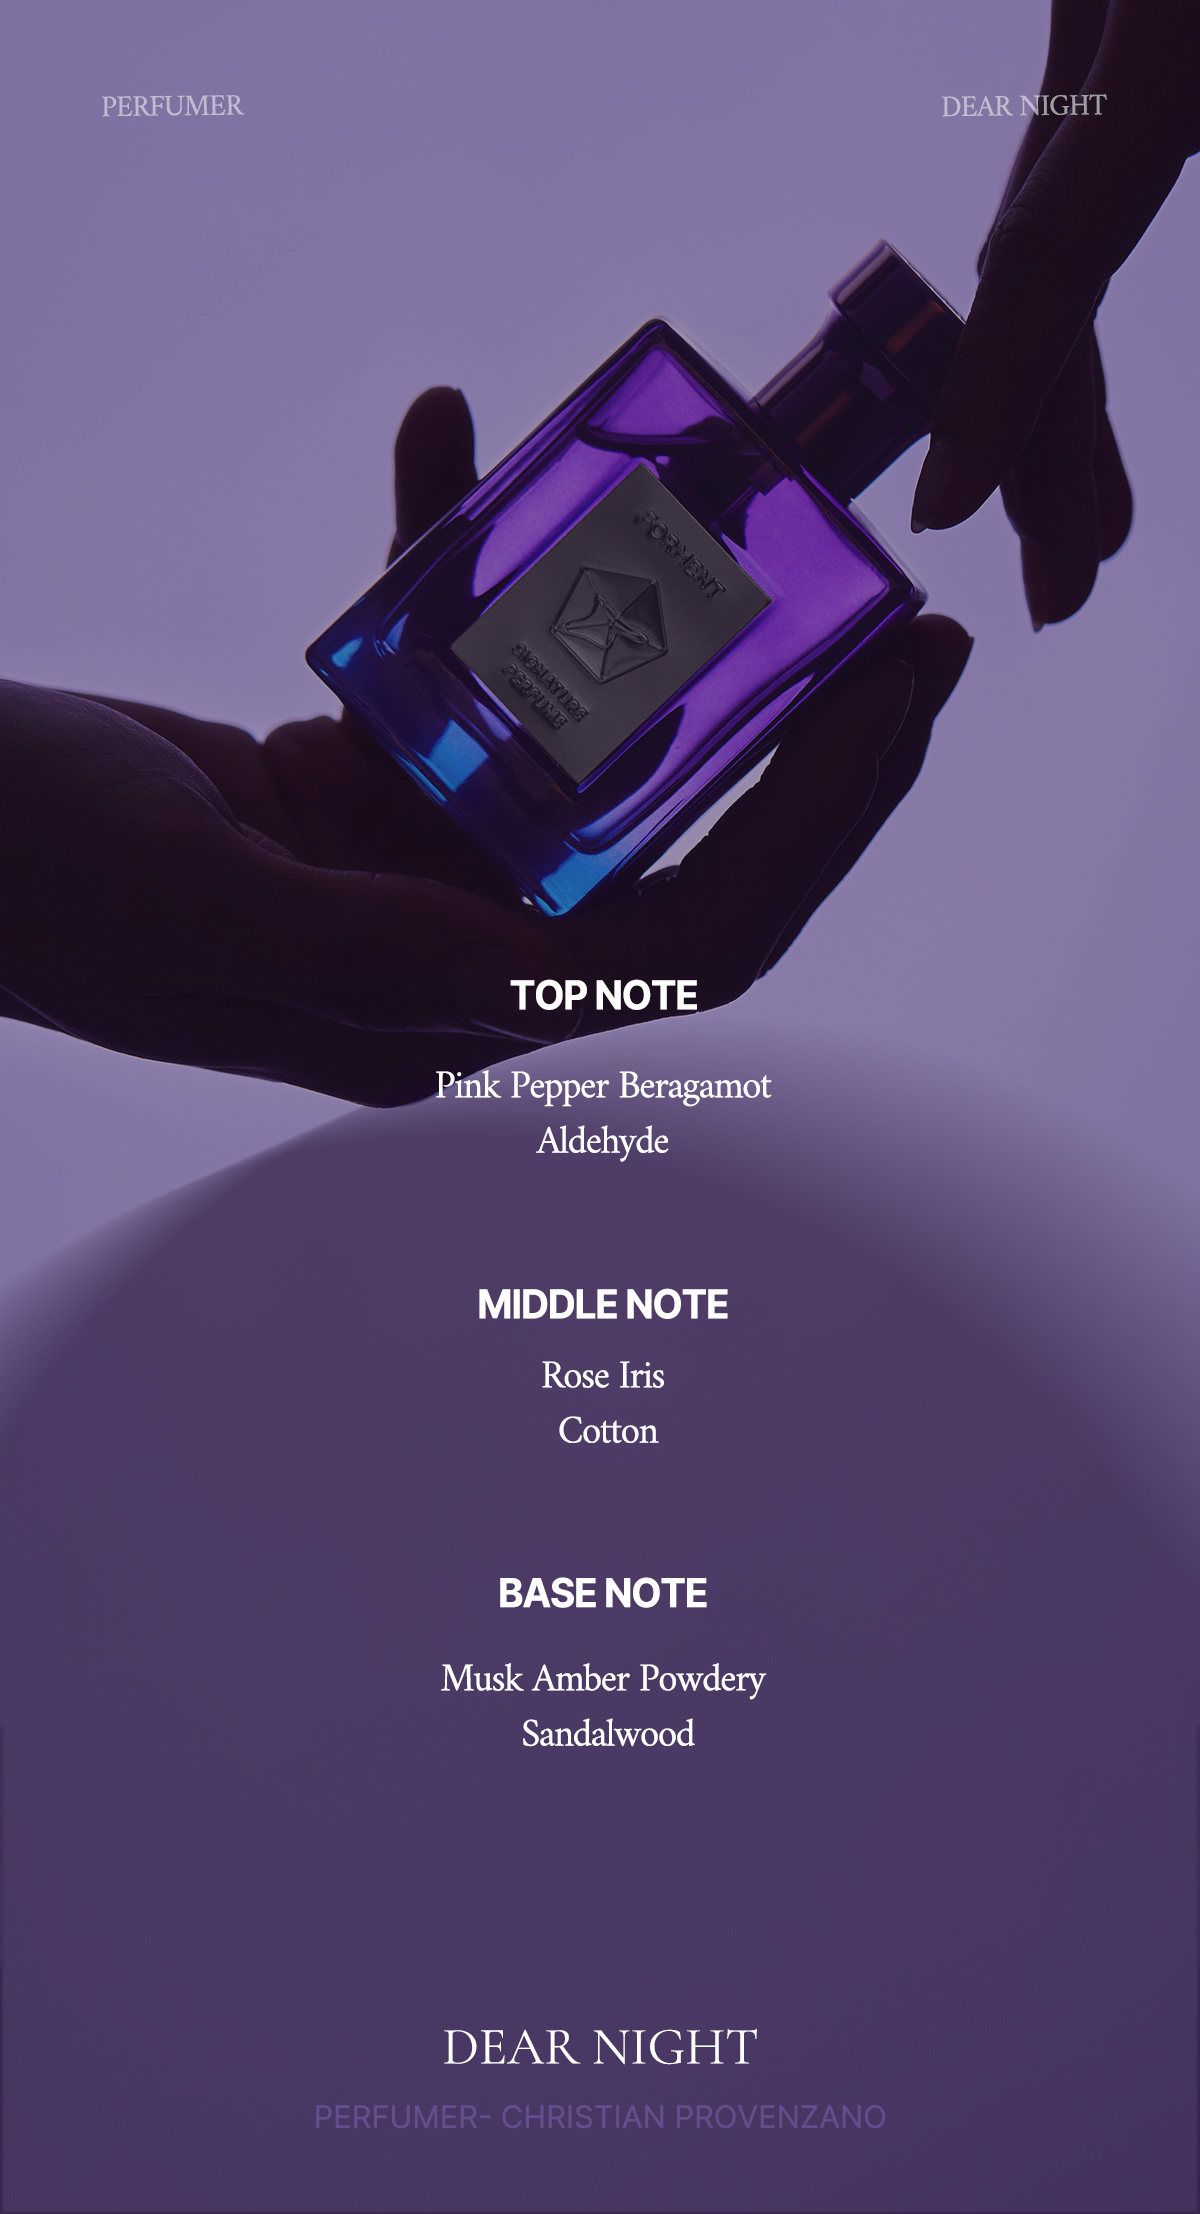 PERFUMER
DEAR NIGHT
FORMENT
SIGNATURE
PERFUME
TOP NOTE
Pink Pepper Beragamot
Aldehyde
MIDDLE NOTE
Rose Iris
Cotton
BASE NOTE
Musk Amber Powdery
Sandalwood
DEAR NIGHT
PERFUMER- CHRISTIAN PROVENZANO